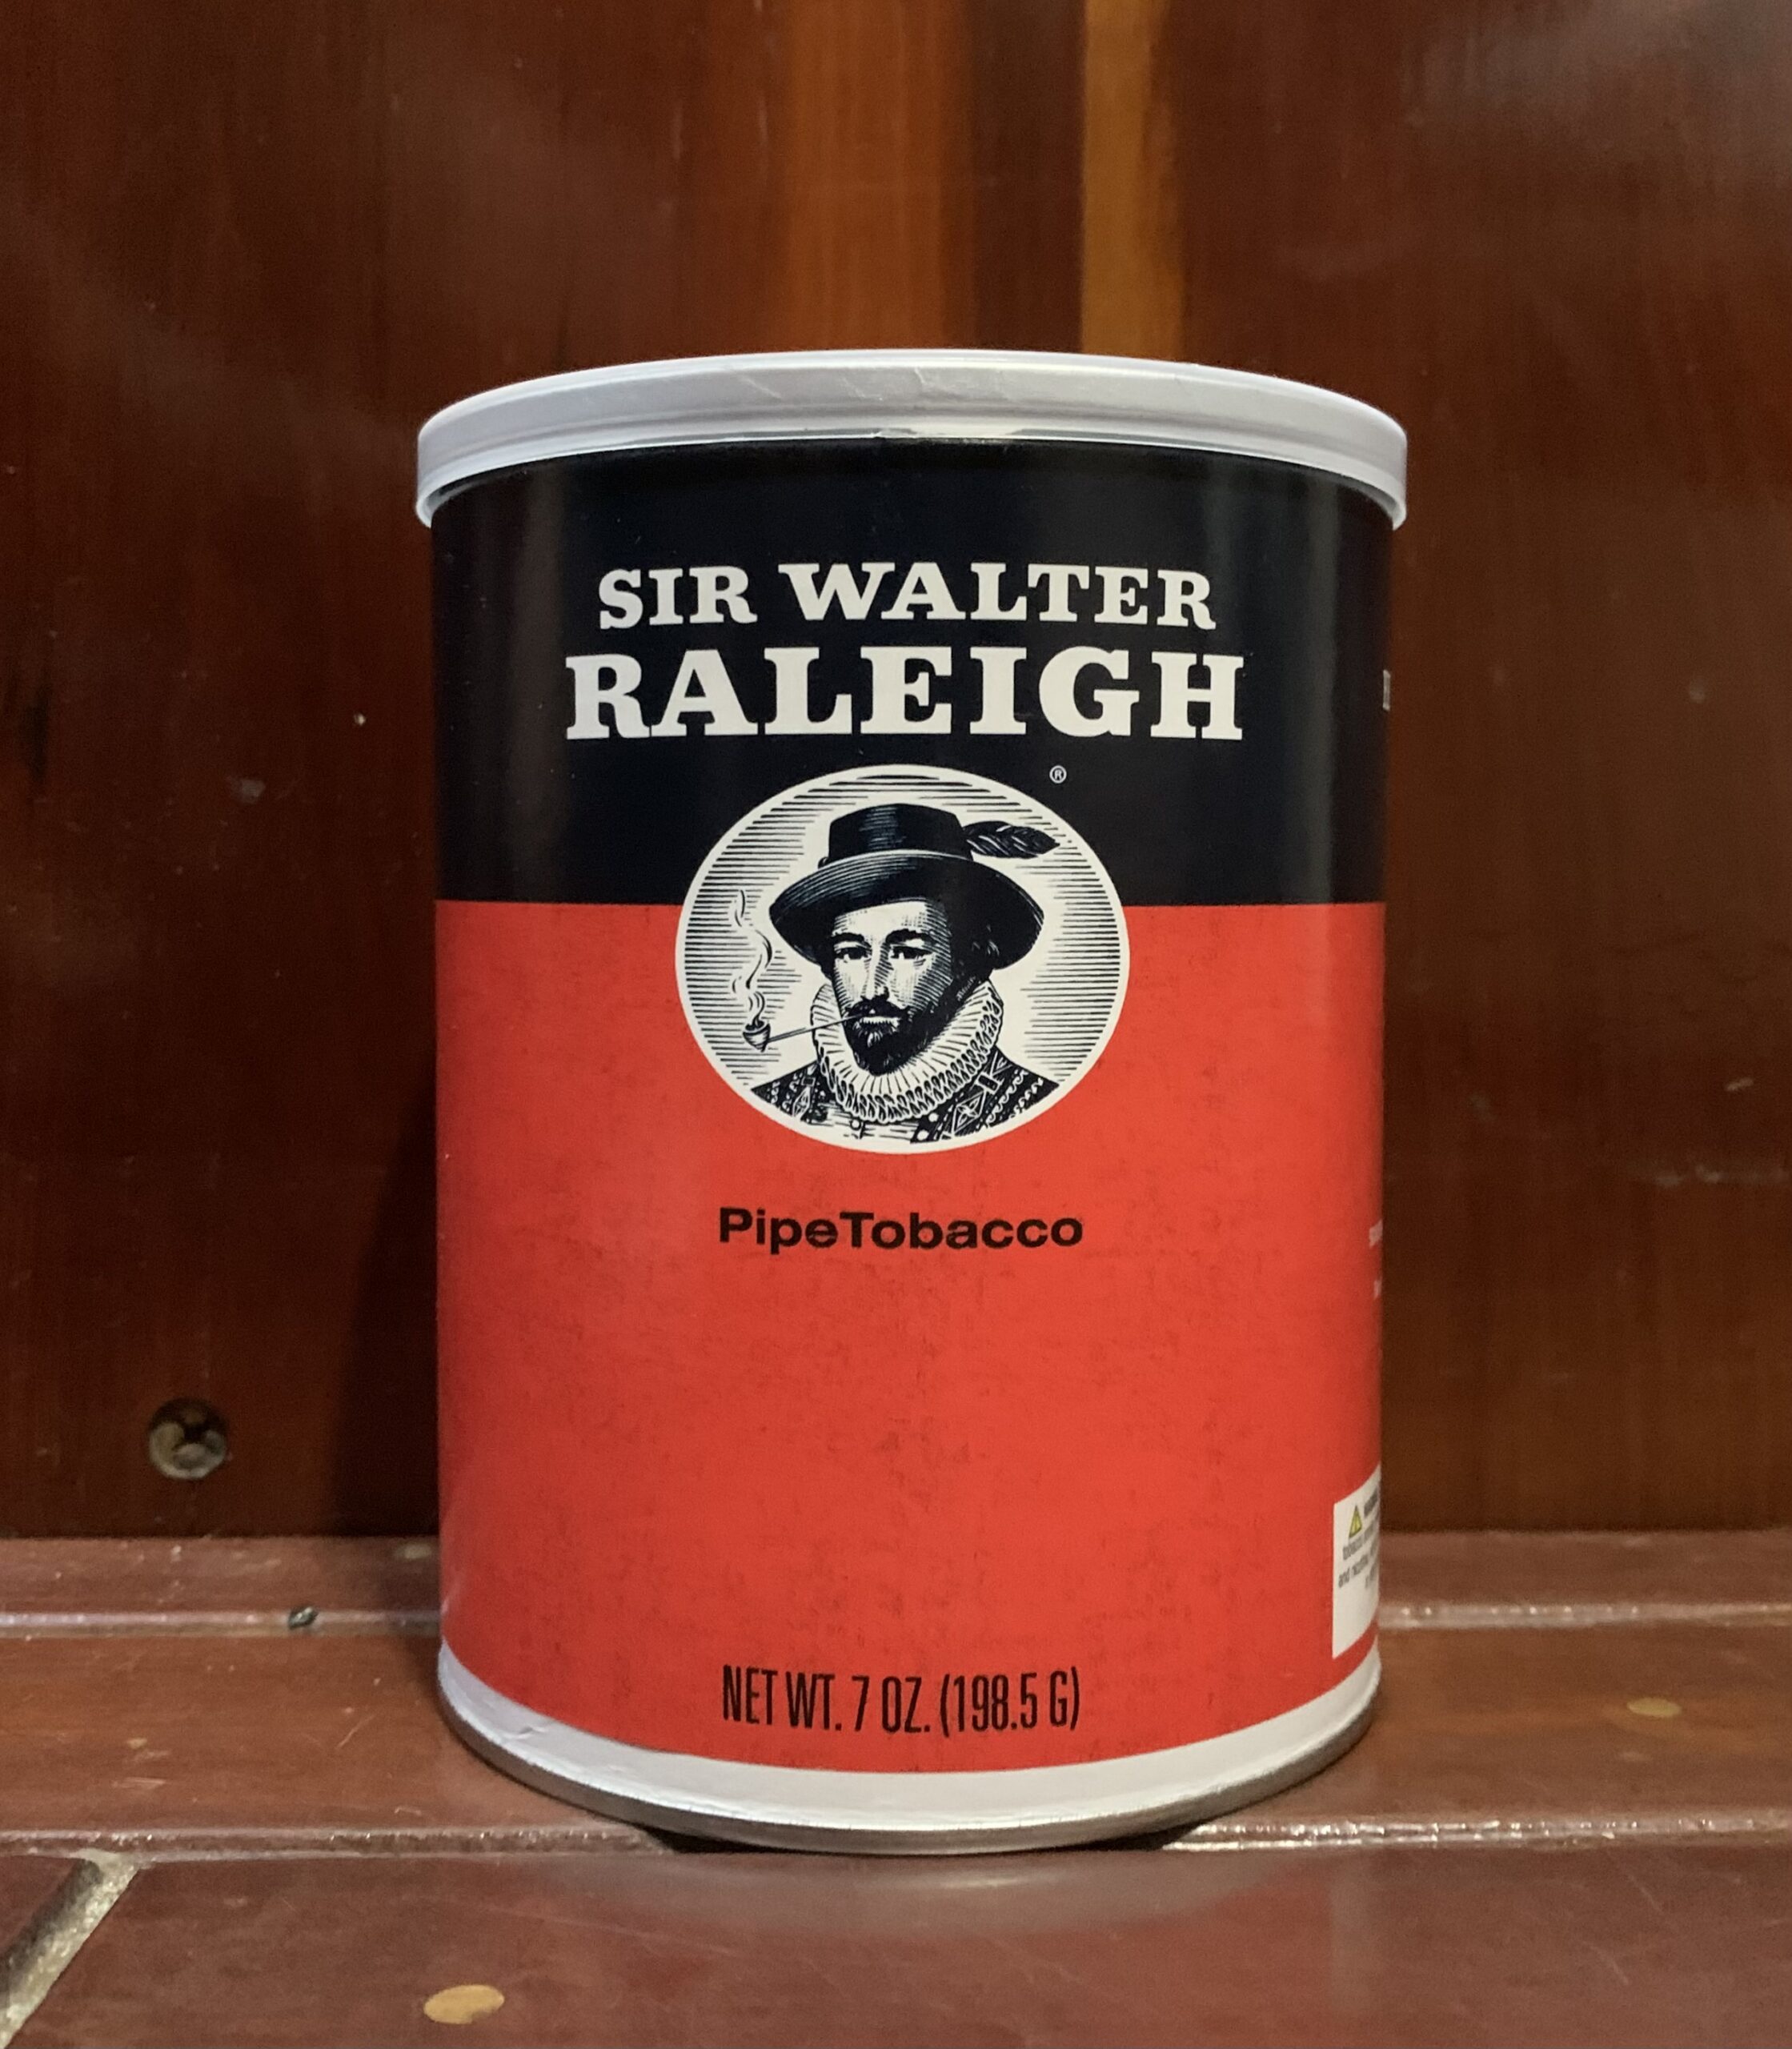 SIR WALTER
RALEIGH
®
PipeTobacco
NET WT. 7 OZ. (198.5 G)